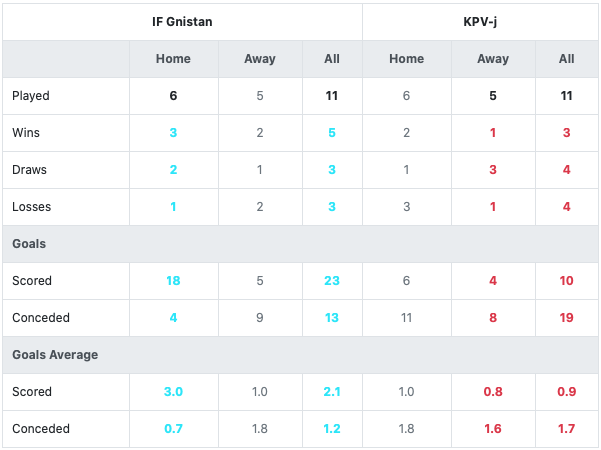 IF Gnistan KPV-j
Home Away All Home Away All
Played 6 5 11 6 5 11
Wins 3 2 5 2 1 3
Draws 2 1 3 1 3 4
Losses 1 2 3 3 1 4
Goals
Scored 18 5 23 6 4 10
Conceded 4 9 13 11 8 19
Goals Average
Scored 3.0 1.0 2.1 1.0 0.8 0.9
Conceded 0.7 1.8 1.2 1.8 1.6 1.7